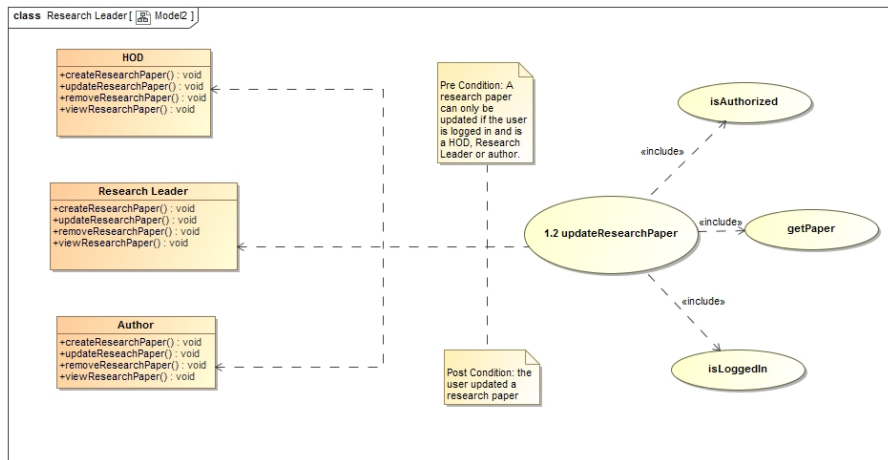 class Research Leader [ Model2 ]
HOD
+createResearchPaper() : void
+updateResearchPaper() : void
+removeResearchPaper() : void
+viewResearchPaper() : void
Pre Condition: A
research paper
can only be
updated if the user
is logged in and is
a HOD, Research
Leader or author.
isAuthorized
«include»
Research Leader
+createResearchPaper() : void
+updateResearchPaper() : void
+removeResearchPaper() : void
+viewResearchPaper() : void
1.2 updateResearchPaper
«include»
getPaper
«include»
Author
+createReserchPaper() : void
+updateReseachPaper() : void
+removeResearchPaper() : void
+viewResearchPaper() : void
Post Condition: the
user updated a
research paper
isLoggedIn